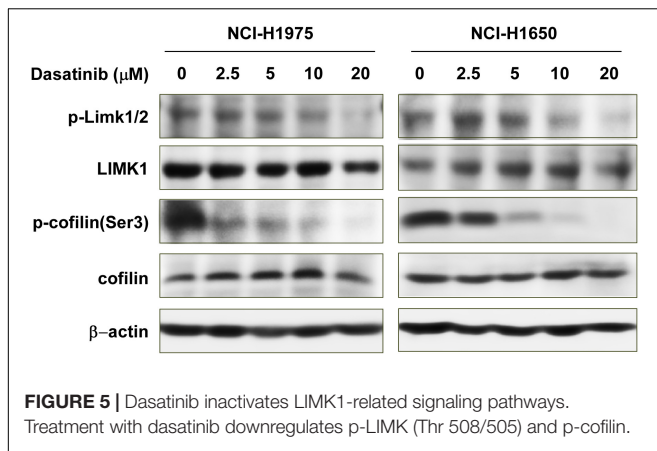 NCI-H1975 NCI-H1650
Dasatinib (μM) 0 2.5 5 10 20 0 2.5 5 10 20
p-Limk1/2
LIMK1
p-cofilin(Ser3)
cofilin
β–actin
FIGURE 5 | Dasatinib inactivates LIMK1-related signaling pathways.
Treatment with dasatinib downregulates p-LIMK (Thr 508/505) and p-cofilin.